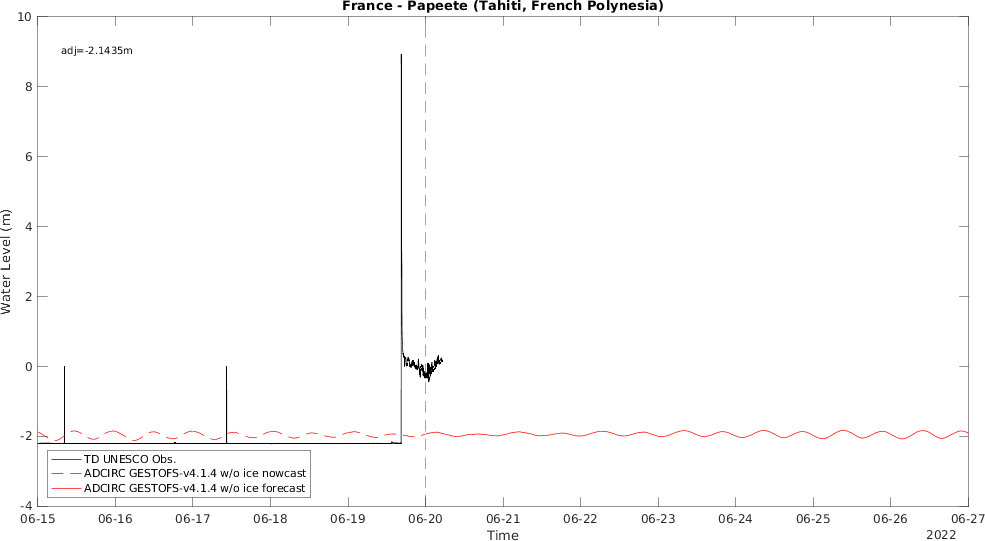 France - Papeete (Tahiti, French Polynesia)
adj=-2.1435m
Water Level (m)
10
8
6
4
2
0
-2
-4
TD UNESCO Obs.
ADCIRC GESTOFS-v4.1.4 w/o ice nowcast
ADCIRC GESTOFS-v4.1.4 w/o ice forecast
06-15 06-16 06-17 06-18 06-19 06-20 06-21 06-22 06-23 06-24 06-25 06-26 06-27
Time
2022